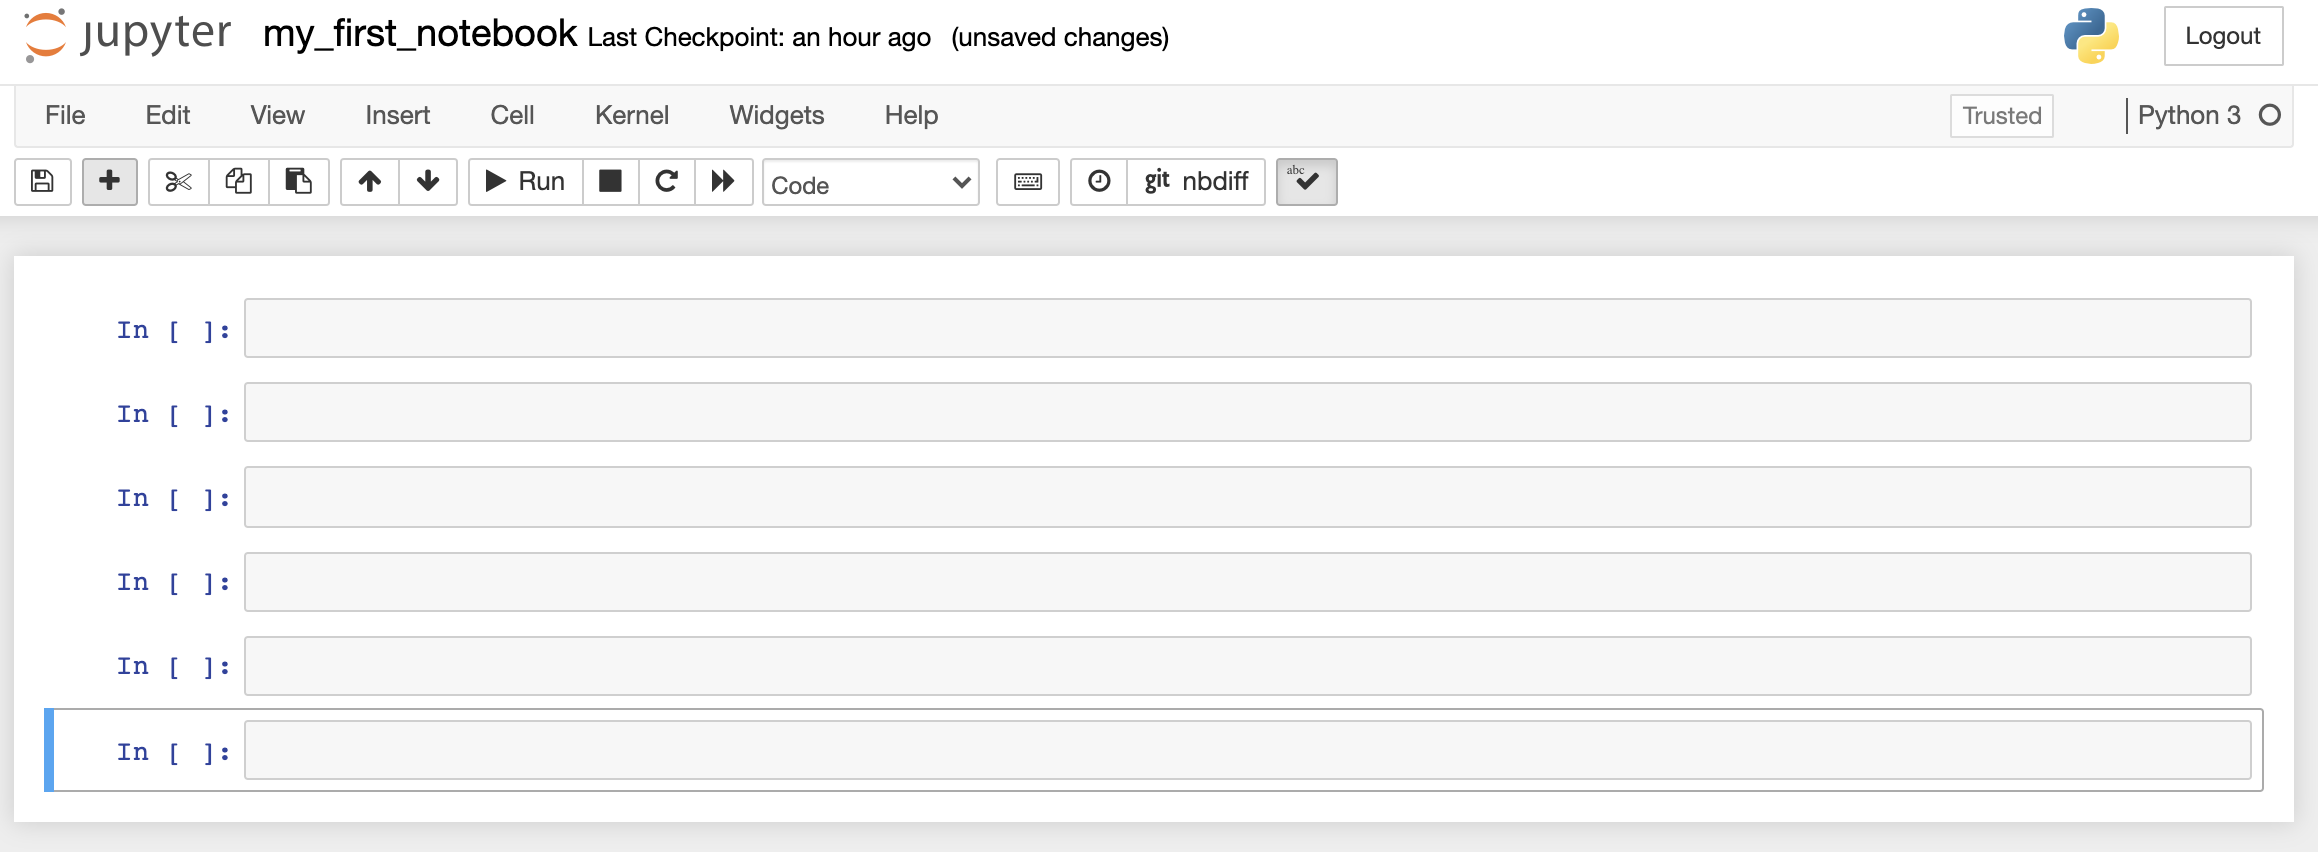 jupyter my_first_notebook Last Checkpoint: an hour ago (unsaved changes) Logout
File Edit View Insert Cell Kernel Widgets Help Trusted Python 3
Run Code git nbdiff abc
In [ ]:
In [ ]:
In [ ]:
In [ ]:
In [ ]:
In [ ]: